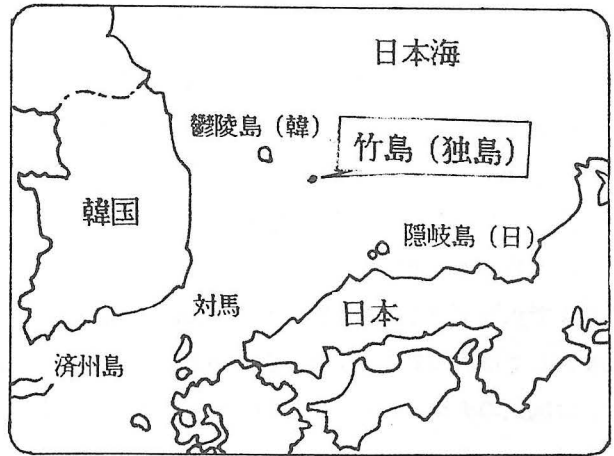 日本海
鬱陵島（韓）
竹島（独島）
韓国
隠岐島（日）
対馬
日本
済州島